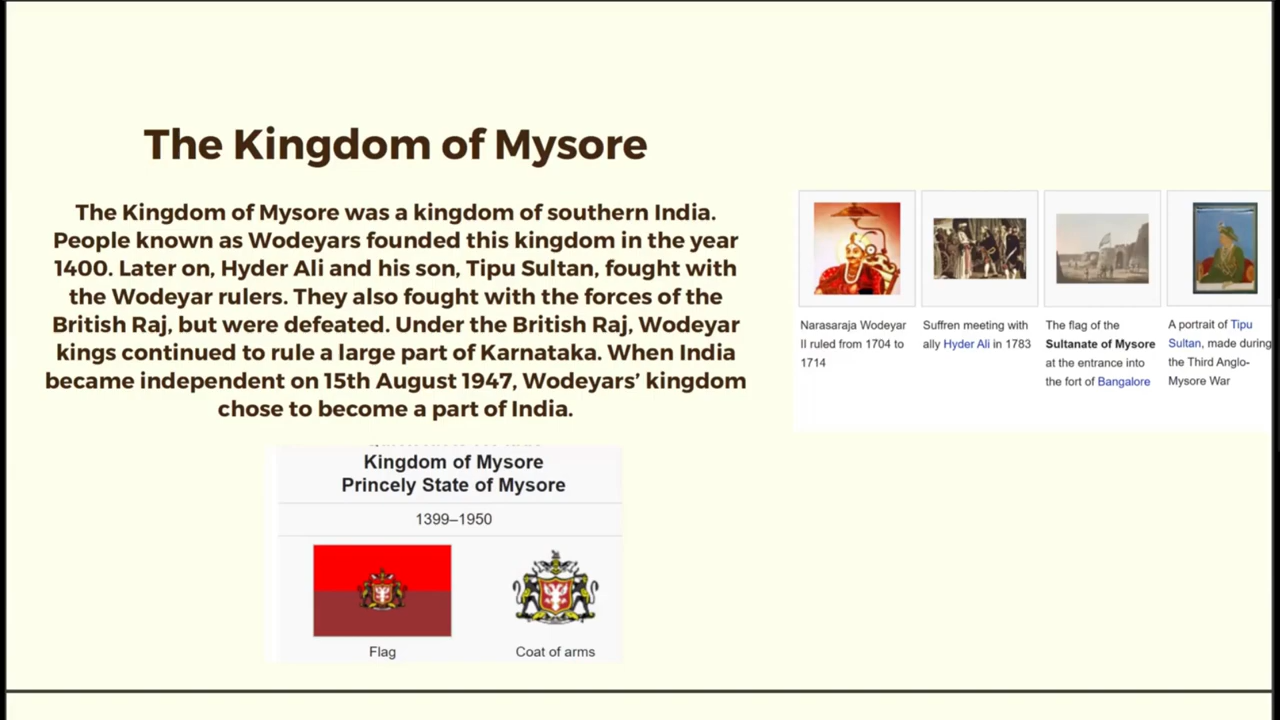 The Kingdom of Mysore
The Kingdom of Mysore was a kingdom of southern India.
People known as Wodeyars founded this kingdom in the year
1400. Later on, Hyder Ali and his son, Tipu Sultan, fought with
the Wodeyar rulers. They also fought with the forces of the
British Raj, but were defeated. Under the British Raj, Wodeyar
kings continued to rule a large part of Karnataka. When India
became independent on 15th August 1947, Wodeyars' kingdom
chose to become a part of India.
Narasaraja Wodeyar
II ruled from 1704 to
1714
Suffren meeting with
ally Hyder Ali in 1783
The flag of the
Sultanate of Mysore
at the entrance into
the fort of Bangalore
A portrait of Tipu
Sultan, made during
the Third Anglo-
Mysore War
Kingdom of Mysore
Princely State of Mysore
1399–1950
Flag
Coat of arms